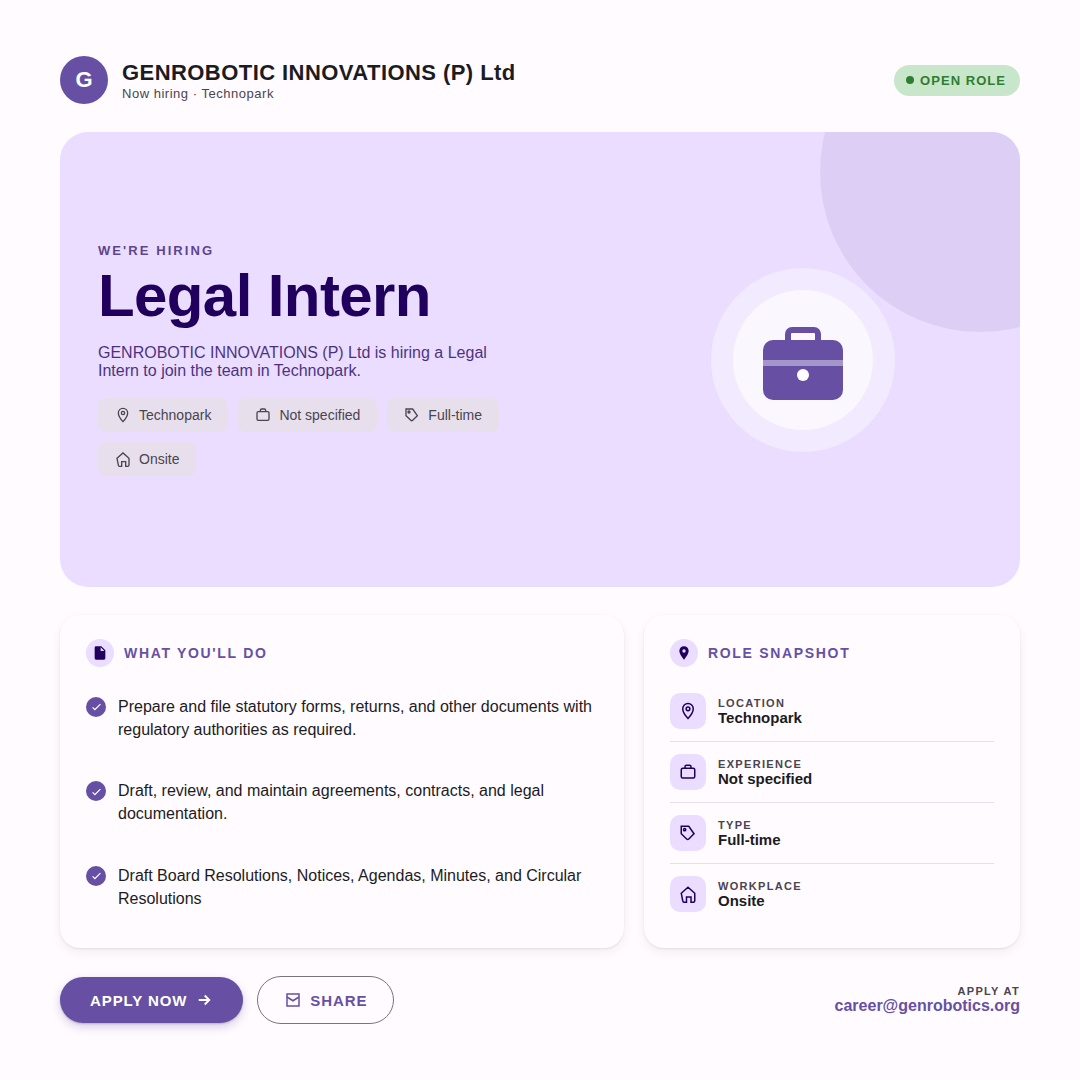 G
GENROBOTIC INNOVATIONS (P) Ltd
Now hiring · Technopark
OPEN ROLE
WE'RE HIRING
Legal Intern
GENROBOTIC INNOVATIONS (P) Ltd is hiring a Legal
Intern to join the team in Technopark.
Technopark
Not specified
Full-time
Onsite
WHAT YOU'LL DO
Prepare and file statutory forms, returns, and other documents with
regulatory authorities as required.
Draft, review, and maintain agreements, contracts, and legal
documentation.
Draft Board Resolutions, Notices, Agendas, Minutes, and Circular
Resolutions
ROLE SNAPSHOT
LOCATION
Technopark
EXPERIENCE
Not specified
TYPE
Full-time
WORKPLACE
Onsite
APPLY NOW
SHARE
APPLY AT
career@genrobotics.org